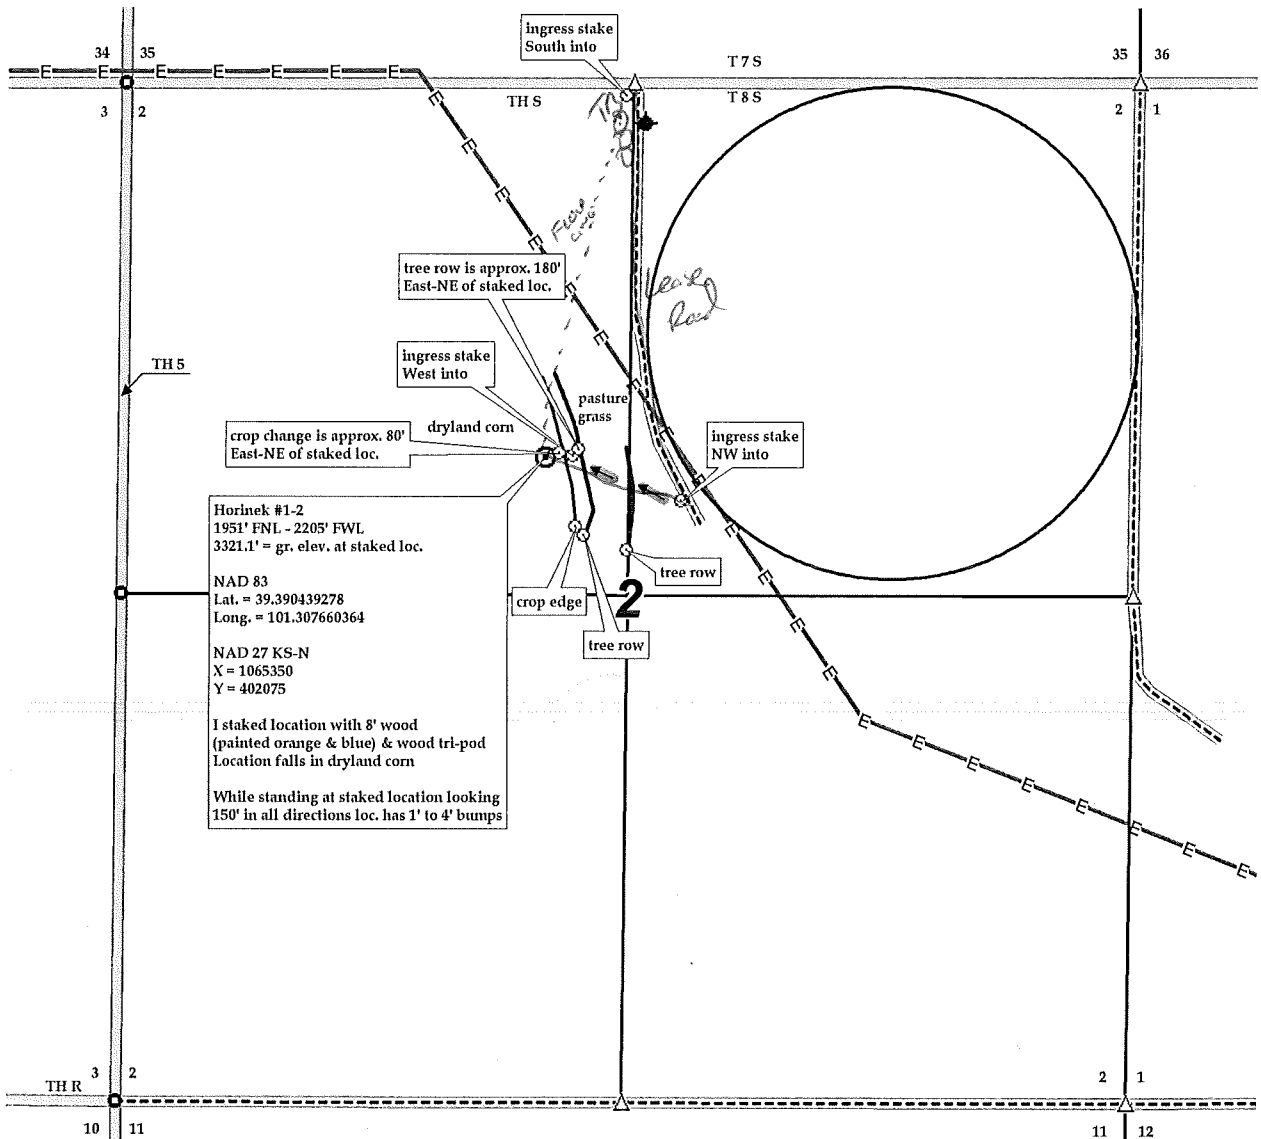 ingress stake
South into
34
35
T 7 S
35
36
E E E E E E E
TH S
T8 S
3
2
2
1
E
E
E
E
E
E
E
E
E
E
tree row is approx. 180'
East-NE of staked loc.
Lease
Road
TH 5
ingress stake
West into
pasture
grass
dryland corn
crop change is approx. 80'
East-NE of staked loc.
ingress stake
NW into
Horinek #1-2
1951' FNL - 2205' FWL
3321.1' = gr. elev. at staked loc.
NAD 83
Lat. = 39.390439278
Long. = 101.307660364
NAD 27 KS-N
X = 1065350
Y = 402075
I staked location with 8' wood
(painted orange & blue) & wood tri-pod
Location falls in dryland corn
While standing at staked location looking
150' in all directions loc. has 1' to 4' bumps
tree row
crop edge
2
tree row
E
E
E
E
E
E
E
E
E
E
E
E
3
2
2
1
TH R
10
11
11
12